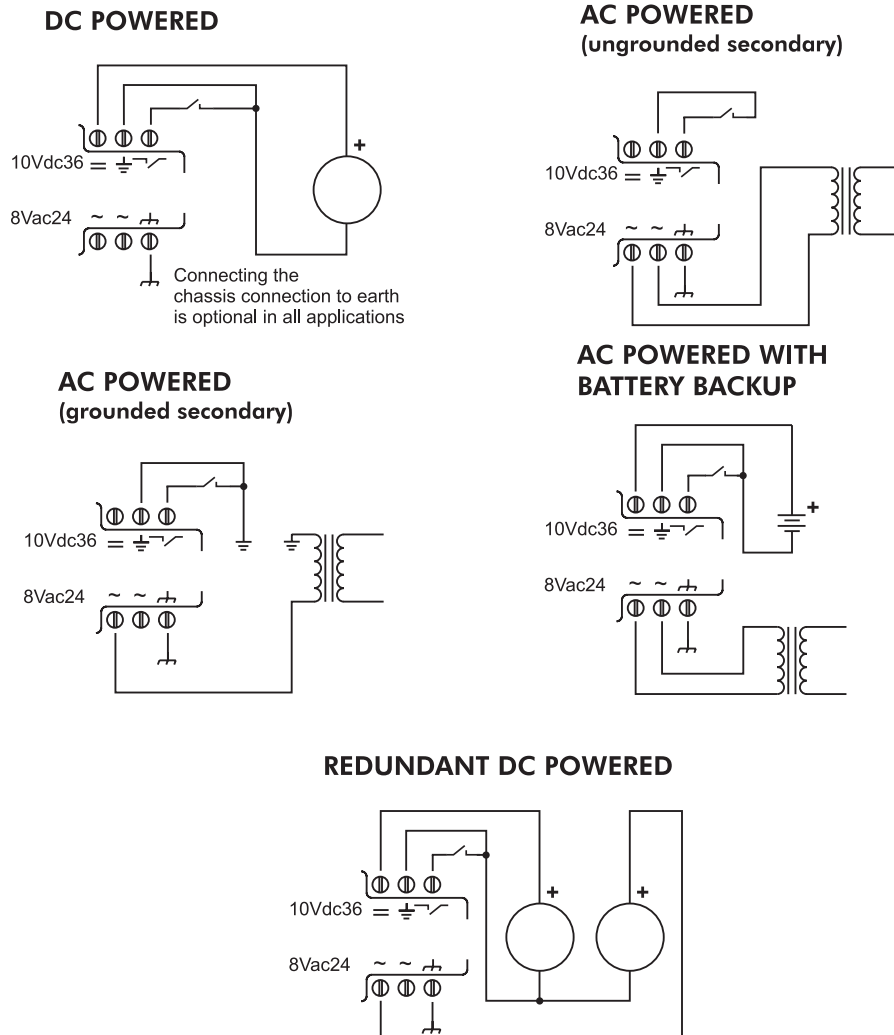 DC POWERED
+
10Vdc36 =
8Vac24 ~ ~
Connecting the
chassis connection to earth
is optional in all applications
AC POWERED
(ungrounded secondary)
10Vdc36 =
8Vac24 ~ ~
AC POWERED
(grounded secondary)
10Vdc36 =
8Vac24 ~ ~
AC POWERED WITH
BATTERY BACKUP
+
10Vdc36 =
8Vac24 ~ ~
REDUNDANT DC POWERED
+ +
10Vdc36 =
8Vac24 ~ ~